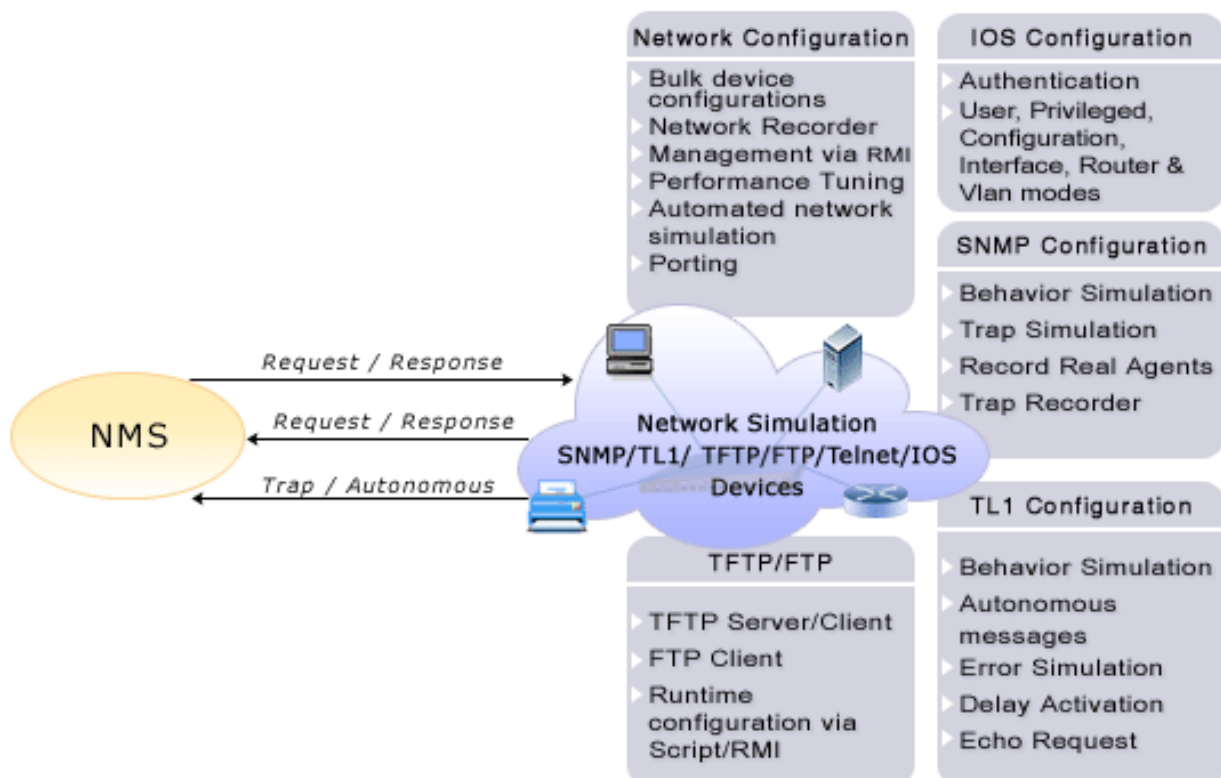 Network Configuration
Bulk device
configurations
Network Recorder
Management via RMI
Performance Tuning
Automated network
simulation
Porting
IOS Configuration
Authentication
User, Privileged,
Configuration,
Interface, Router &
Vlan modes
SNMP Configuration
Behavior Simulation
Trap Simulation
Record Real Agents
Trap Recorder
Request / Response
NMS
Request / Response
Trap / Autonomous
Network Simulation
SNMP/TL1/ TFTP/FTP/Telnet/IOS
Devices
TFTP/FTP
TFTP Server/Client
FTP Client
Runtime
configuration via
Script/RMI
TL1 Configuration
Behavior Simulation
Autonomous
messages
Error Simulation
Delay Activation
Echo Request